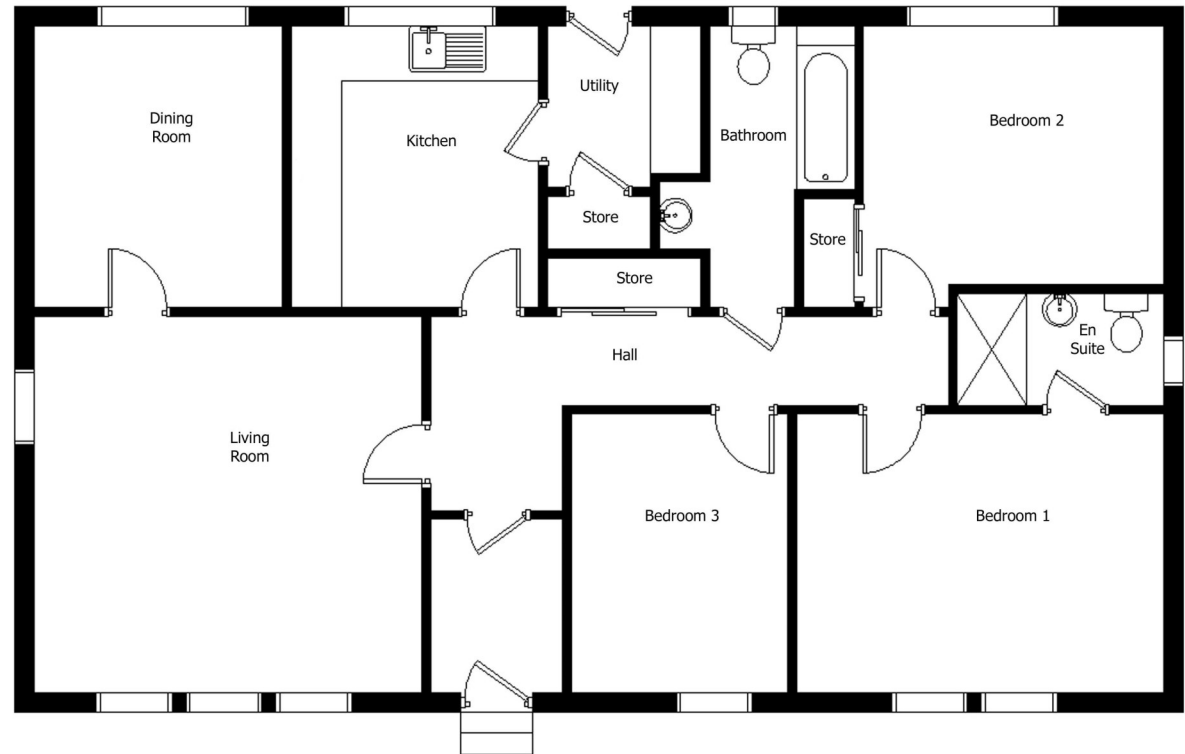 Dining
Room
Kitchen
Utility
Bathroom
Bedroom 2
Store
Store
Store
Hall
En
Suite
Living
Room
Bedroom 3
Bedroom 1